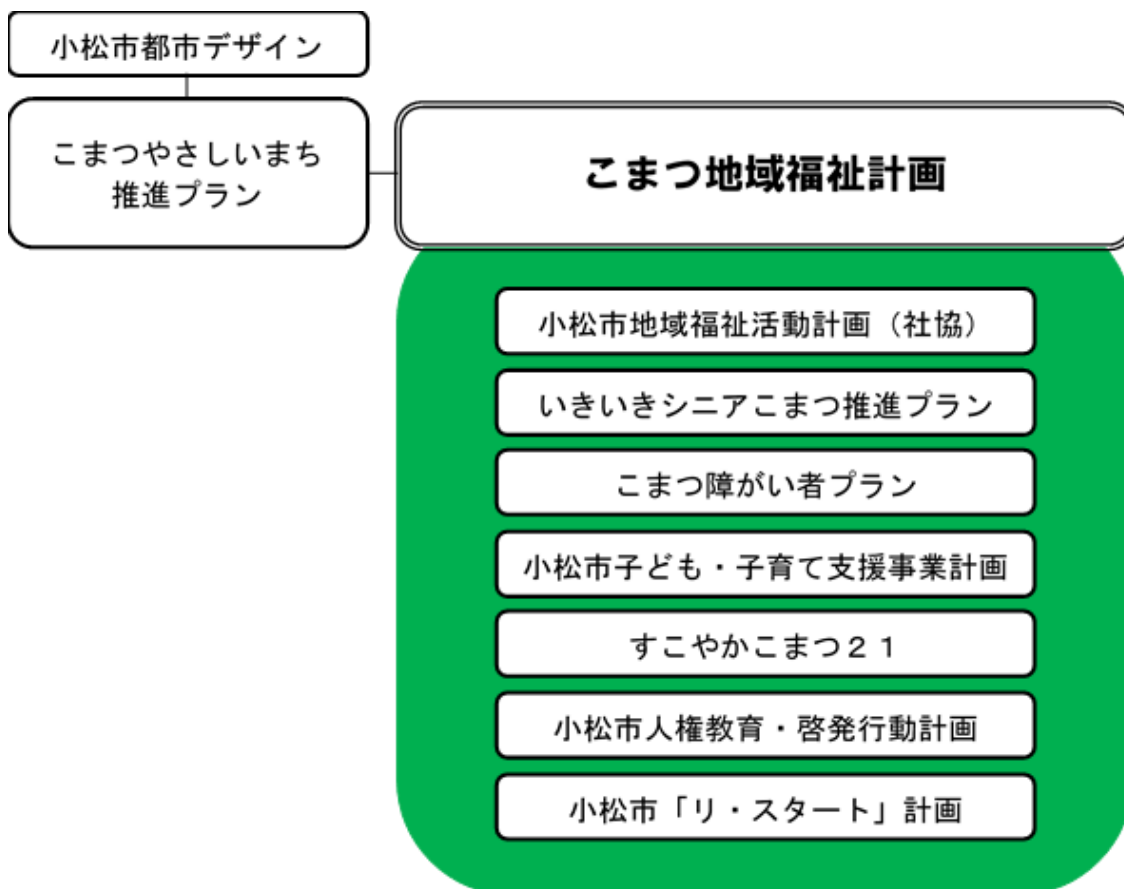 小松市都市デザイン
こまつやさしいまち
推進プラン
こまつ地域福祉計画
小松市地域福祉活動計画（社協）
いきいきシニアこまつ推進プラン
こまつ障がい者プラン
小松市子ども・子育て支援事業計画
すこやかこまつ２１
小松市人権教育・啓発行動計画
小松市「リ・スタート」計画